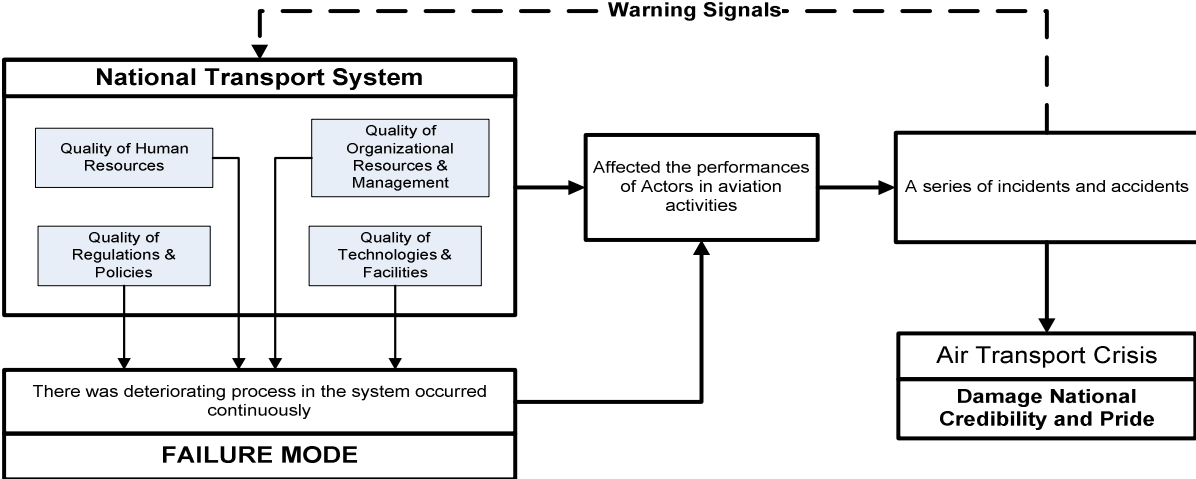 Warning Signals
National Transport System
Quality of Human
Resources
Quality of
Organizational
Resources &
Management
Quality of
Regulations &
Policies
Quality of
Technologies &
Facilities
Affected the performances
of Actors in aviation
activities
A series of incidents and accidents
There was deteriorating process in the system occurred
continuously
FAILURE MODE
Air Transport Crisis
Damage National
Credibility and Pride